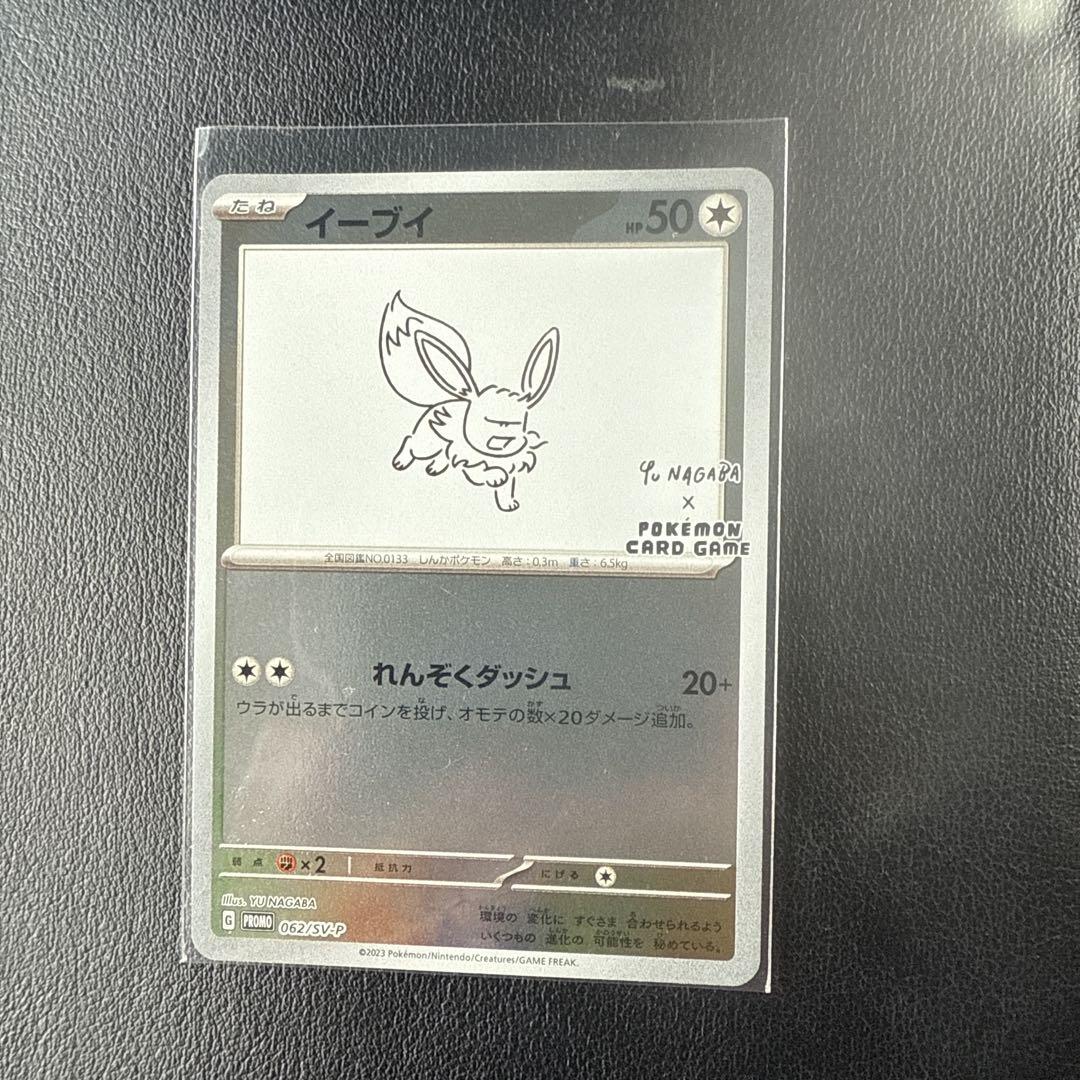 たね イーブイ HP 50
YU NAGABA
×
POKÉMON
CARD GAME
全国図鑑NO.0133 しんかポケモン 高さ:0.3m 重さ:6.5kg
れんぞくダッシュ 20+
ウラが出るまでコインを投げ、オモテの数×20ダメージ追加。
弱点 ×2 抵抗力 にげる
Illus. YU NAGABA
G PROMO 062/SV-P
環境の 変化に すぐさま 合わせられるよう
いくつもの 進化の 可能性を 秘めている。
©2023 Pokémon/Nintendo/Creatures/GAME FREAK.